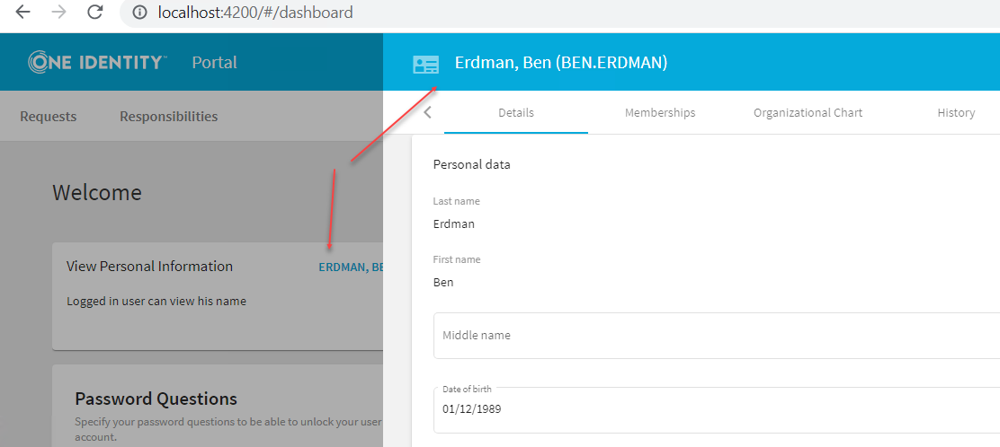 localhost:4200/#/dashboard
ONE IDENTITY™ Portal
Erdman, Ben (BEN.ERDMAN)
Requests Responsibilities
Details Memberships Organizational Chart History
Personal data
Last name
Erdman
First name
Ben
Middle name
Date of birth
01/12/1989
Welcome
View Personal Information ERDMAN, BE
Logged in user can view his name
Password Questions
Specify your password questions to be able to unlock your user
account.